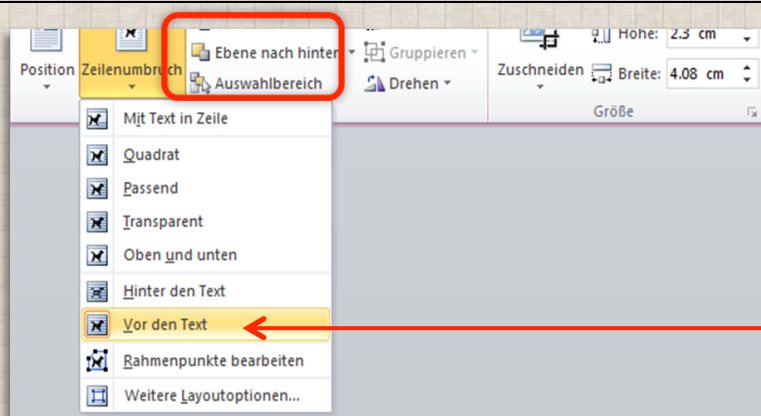 Höhe: 2.3 cm
Ebene nach hinten
Gruppieren
Position Zeilenumbruch
Auswahlbereich
Drehen
Zuschneiden
Breite: 4.08 cm
Größe
Mit Text in Zeile
Quadrat
Passend
Transparent
Oben und unten
Hinter den Text
Vor den Text
Rahmenpunkte bearbeiten
Weitere Layoutoptionen...